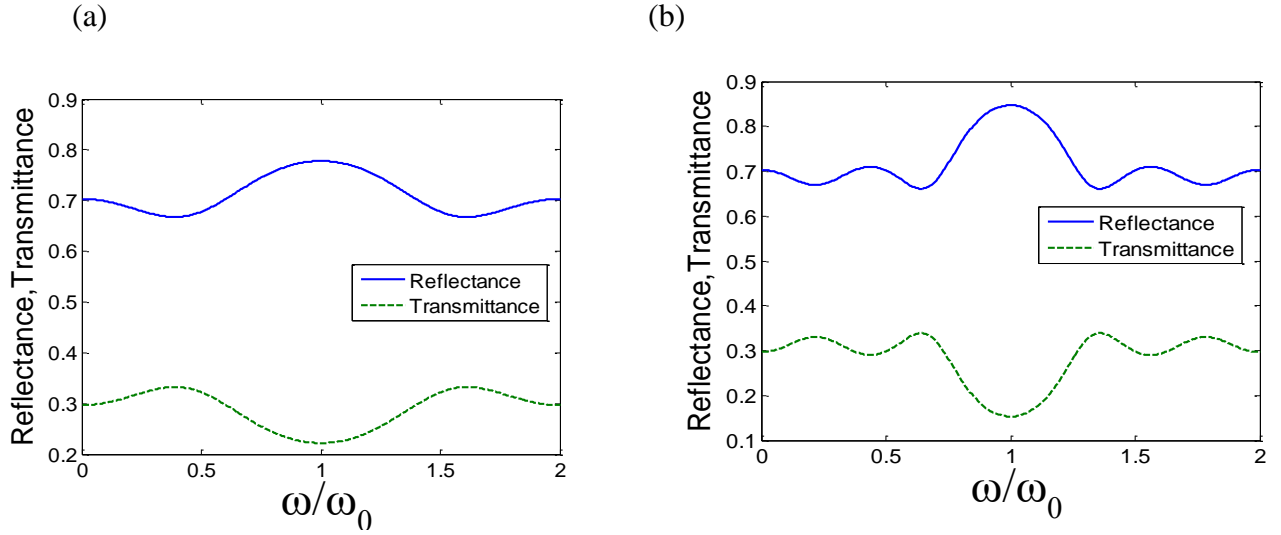 (a)
(b)
Reflectance,Transmittance
0.9
0.8
0.7
0.6
0.5
0.4
0.3
0.2
Reflectance
Transmittance
0 0.5 1 1.5 2
ω/ω0
Reflectance, Transmittance
0.9
0.8
0.7
0.6
0.5
0.4
0.3
0.2
0.1
Reflectance
Transmittance
0 0.5 1 1.5 2
ω/ω0